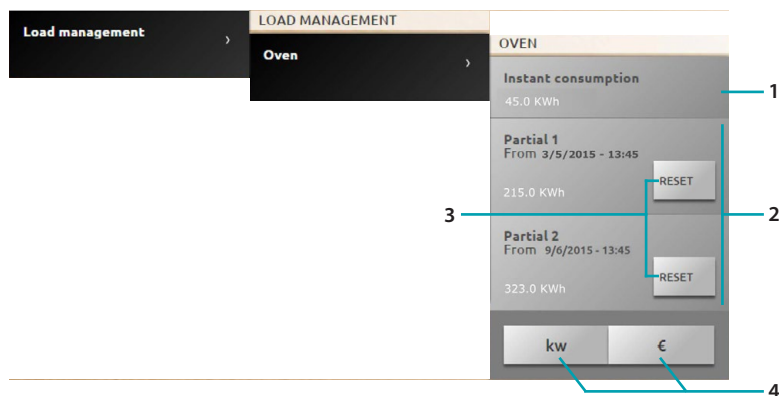 Load management
LOAD MANAGEMENT
Oven
OVEN
Instant consumption
45.0 KWh
1
Partial 1
From 3/5/2015 - 13:45
RESET
215.0 KWh
2
3
Partial 2
From 9/6/2015 - 13:45
RESET
323.0 KWh
kw
€
4